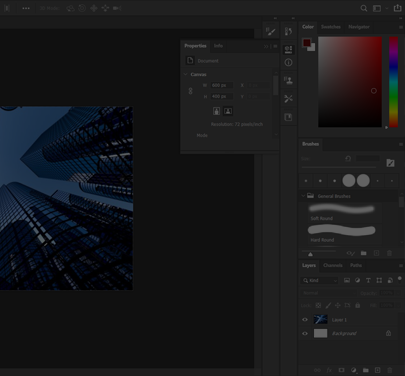 Properties
Info
Document
Canvas
W
600 px
X
H
400 px
Y
Resolution: 72 pixels/inch
Mode
Color
Swatches
Navigator
Brushes
General Brushes
Soft Round
Hard Round
Layers
Channels
Paths
Kind
Layer 1
Background